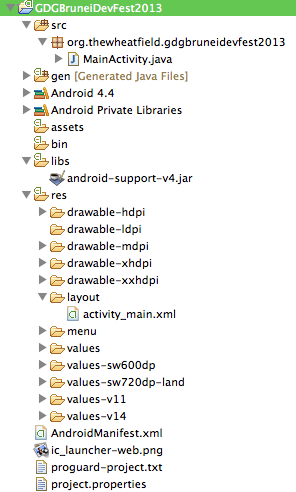 GDGBruneiDevFest2013
src
org.thewheatfield.gdgbruneidevfest2013
MainActivity.java
gen [Generated Java Files]
Android 4.4
Android Private Libraries
assets
bin
libs
android-support-v4.jar
res
drawable-hdpi
drawable-ldpi
drawable-mdpi
drawable-xhdpi
drawable-xxhdpi
layout
activity_main.xml
menu
values
values-sw600dp
values-sw720dp-land
values-v11
values-v14
AndroidManifest.xml
ic_launcher-web.png
proguard-project.txt
project.properties